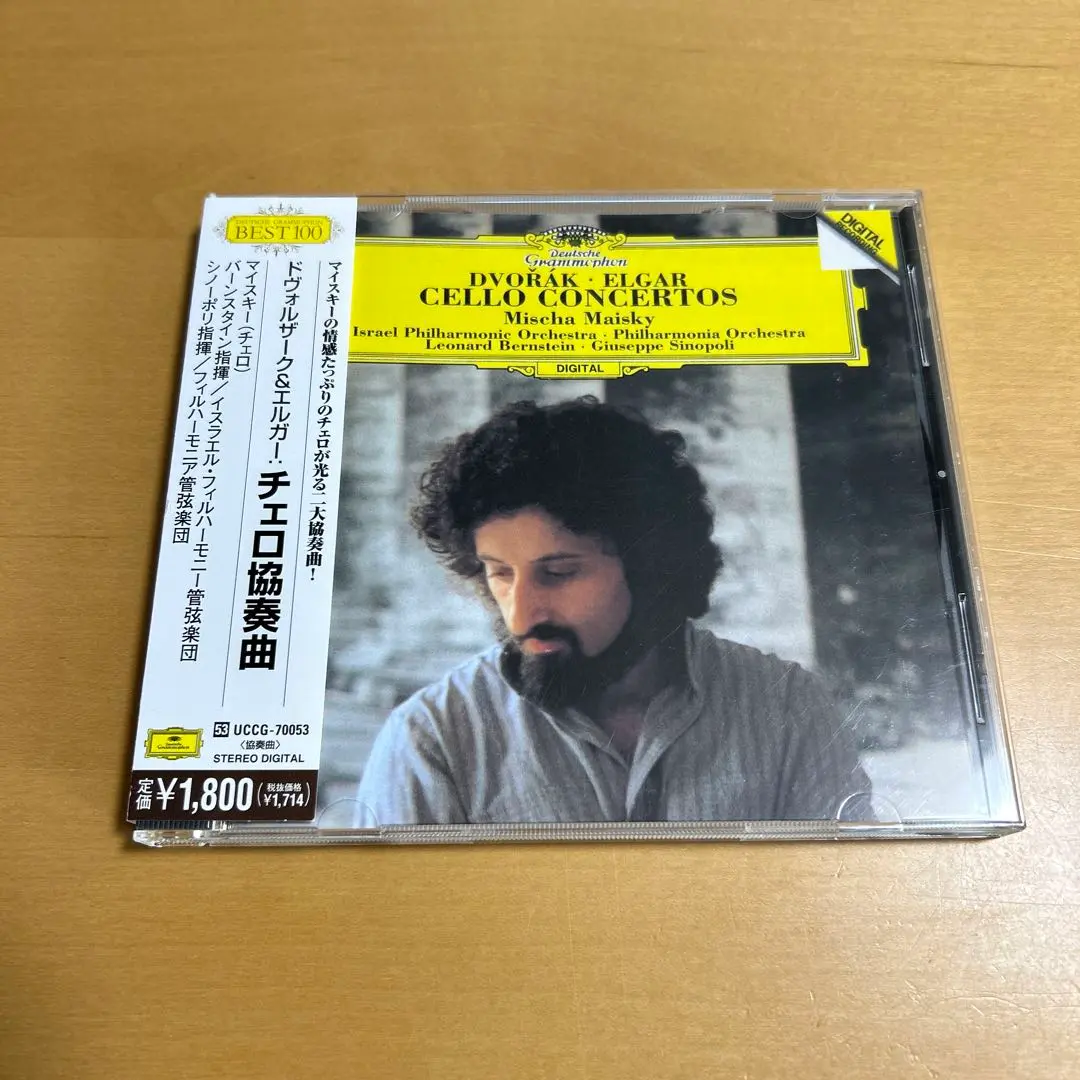 DEUTSCHE GRAMMOPHON
BEST 100
マイスキーの情感たっぷりのチェロが光る二大協奏曲!
ドヴォルザーク&エルガー:チェロ協奏曲
マイスキー(チェロ)
バーンスタイン指揮/イスラエル・フィルハーモニー管弦楽団
シノーポリ指揮/フィルハーモニア管弦楽団
Deutsche
Grammophon
53 UCCG-70053
〈協奏曲〉
STEREO DIGITAL
定価 ¥1,800 (税抜価格 ¥1,714)
Deutsche
Grammophon
DVOŘÁK · ELGAR
CELLO CONCERTOS
Mischa Maisky
Israel Philharmonic Orchestra · Philharmonia Orchestra
Leonard Bernstein · Giuseppe Sinopoli
DIGITAL
DIGITAL
RECORDING